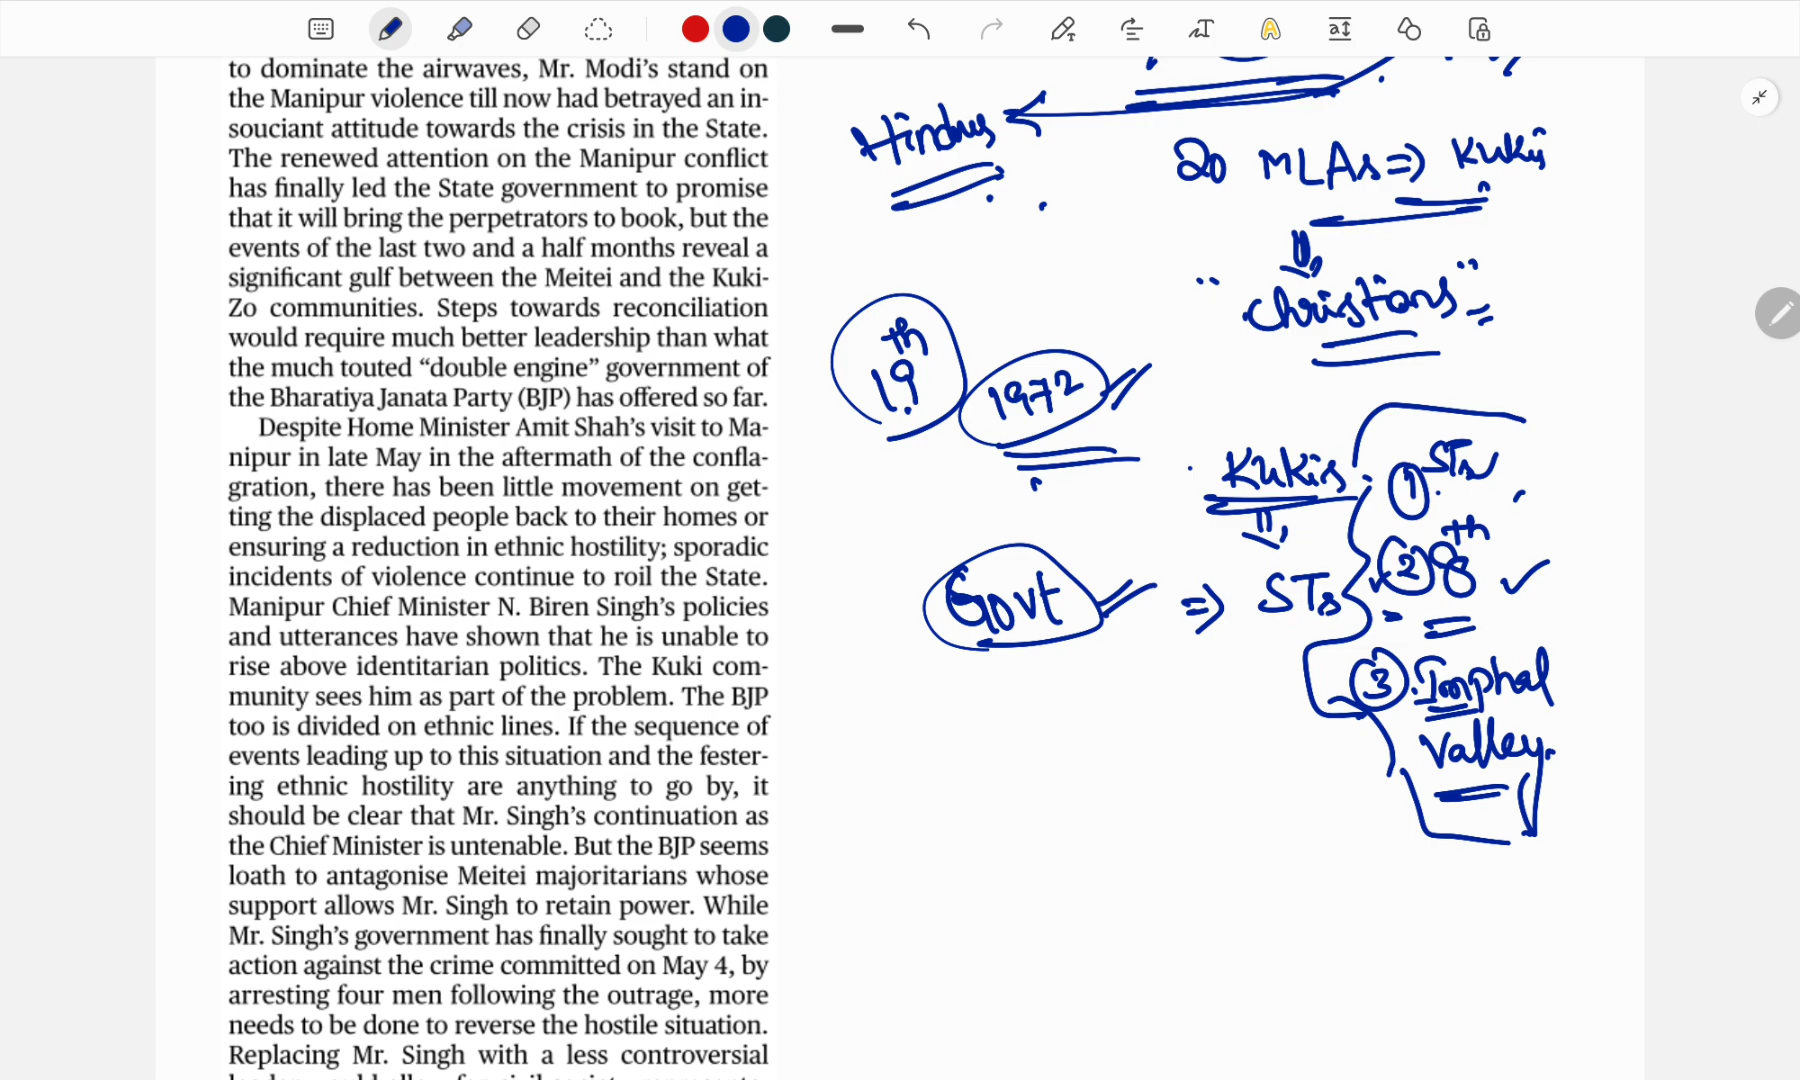 to dominate the airwaves, Mr. Modi’s stand on
the Manipur violence till now had betrayed an in-
souciant attitude towards the crisis in the State.
The renewed attention on the Manipur conflict
has finally led the State government to promise
that it will bring the perpetrators to book, but the
events of the last two and a half months reveal a
significant gulf between the Meitei and the Kuki-
Zo communities. Steps towards reconciliation
would require much better leadership than what
the much touted “double engine” government of
the Bharatiya Janata Party (BJP) has offered so far.
Despite Home Minister Amit Shah’s visit to Ma-
nipur in late May in the aftermath of the confla-
gration, there has been little movement on get-
ting the displaced people back to their homes or
ensuring a reduction in ethnic hostility; sporadic
incidents of violence continue to roil the State.
Manipur Chief Minister N. Biren Singh’s policies
and utterances have shown that he is unable to
rise above identitarian politics. The Kuki com-
munity sees him as part of the problem. The BJP
too is divided on ethnic lines. If the sequence of
events leading up to this situation and the fester-
ing ethnic hostility are anything to go by, it
should be clear that Mr. Singh’s continuation as
the Chief Minister is untenable. But the BJP seems
loath to antagonise Meitei majoritarians whose
support allows Mr. Singh to retain power. While
Mr. Singh’s government has finally sought to take
action against the crime committed on May 4, by
arresting four men following the outrage, more
needs to be done to reverse the hostile situation.
Replacing Mr. Singh with a less controversial
Hindus
20 MLAs => Kukis
"Christians"
19th
1972
Kukis
① STs
② 8th
Govt => STs
③ Imphal
Valley.